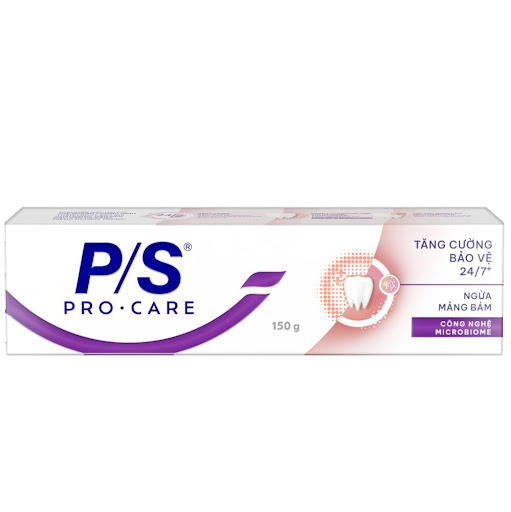 P/S®
PRO·CARE
150 g
TĂNG CƯỜNG
BẢO VỆ
24/7+
NGỪA
MẢNG BÁM
CÔNG NGHỆ
MICROBIOME